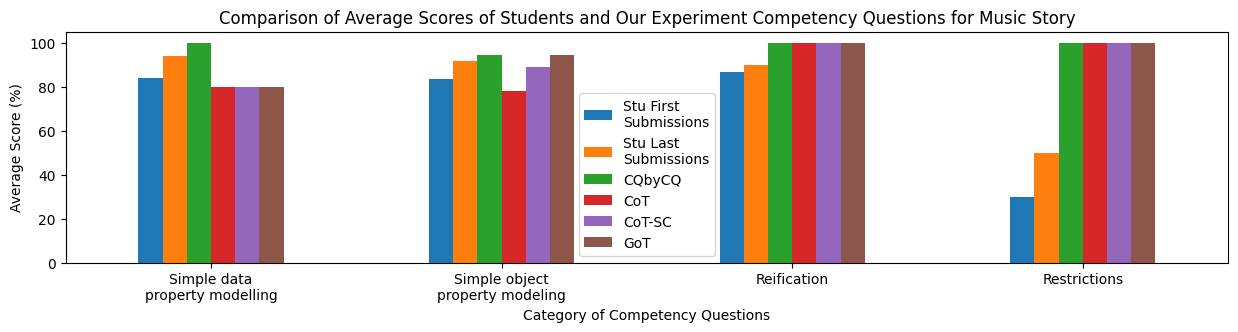 Comparison of Average Scores of Students and Our Experiment Competency Questions for Music Story
Average Score (%)
100
80
60
40
20
0
Stu First
Submissions
Stu Last
Submissions
CQbyCQ
CoT
CoT-SC
GoT
Simple data
property modelling
Simple object
property modeling
Reification
Restrictions
Category of Competency Questions